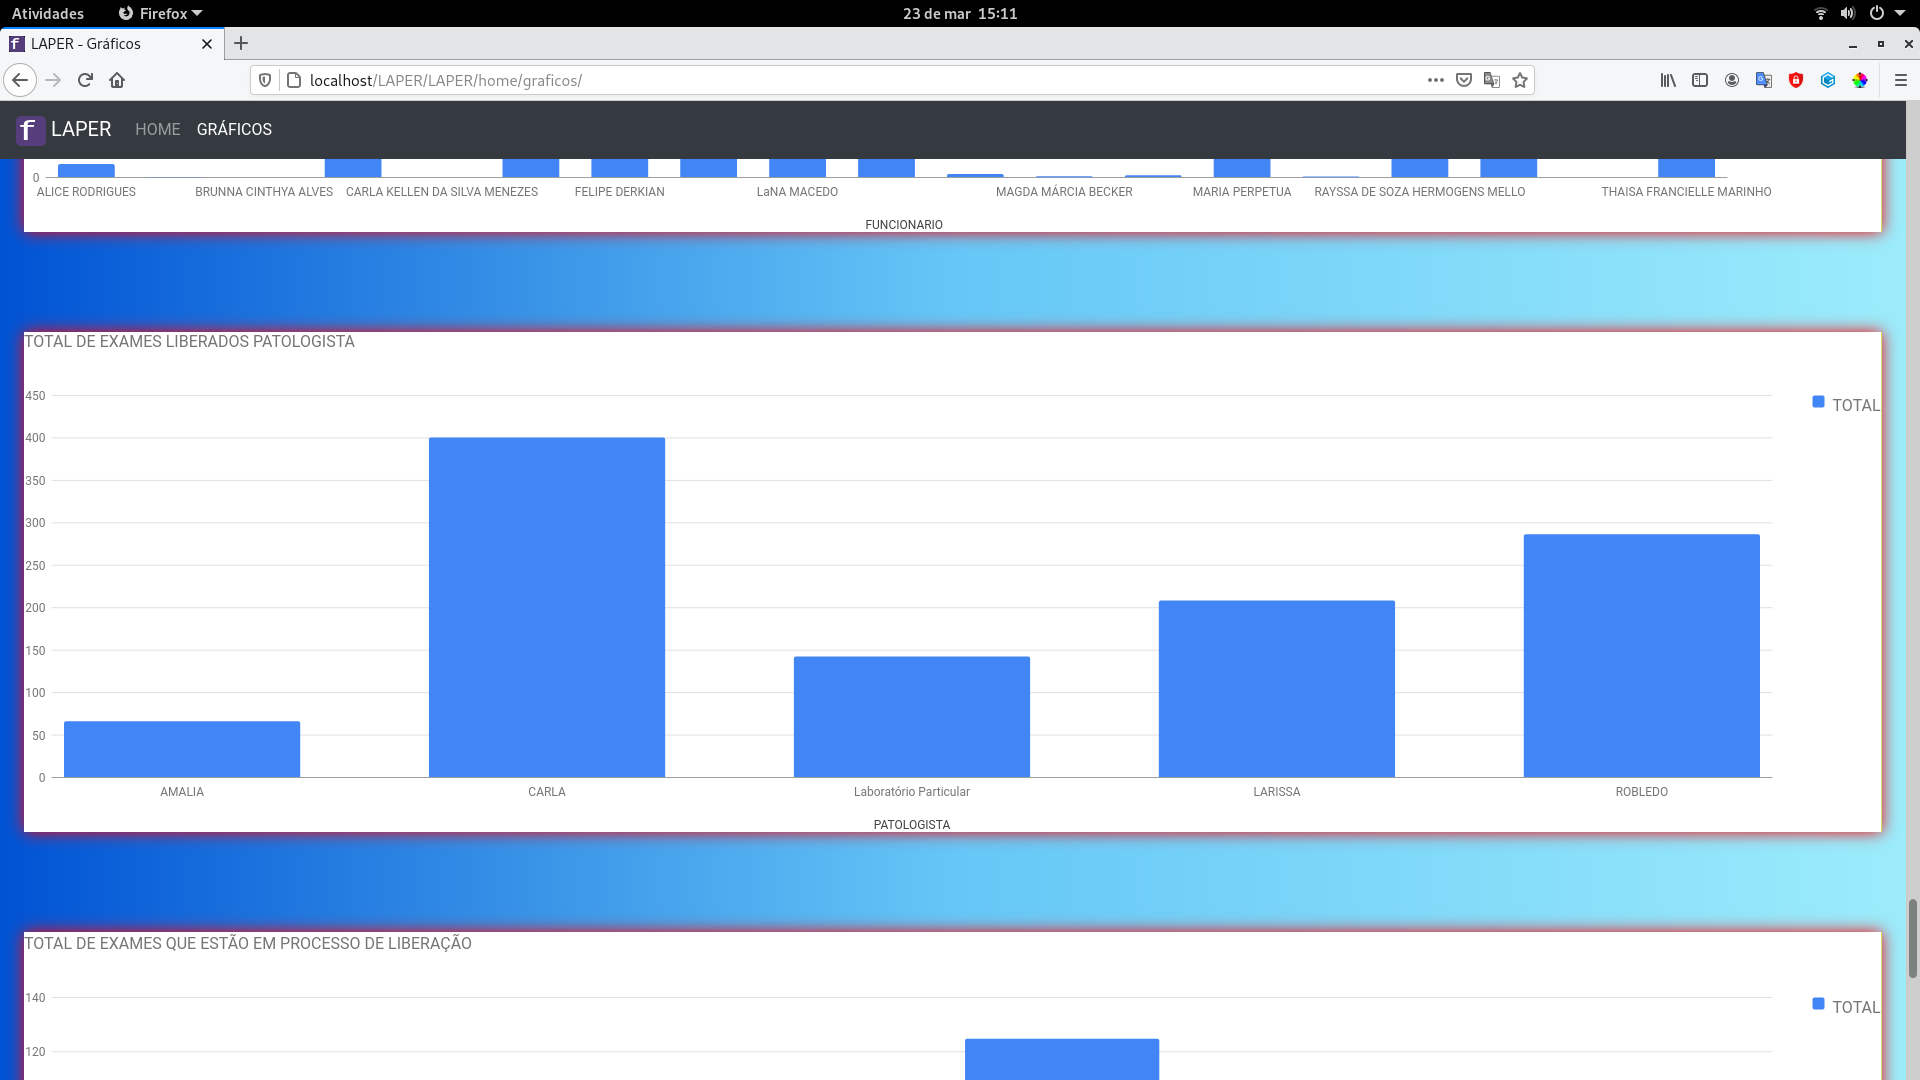 Atividades Firefox 23 de mar 15:11
LAPER - Gráficos
localhost/LAPER/LAPER/home/graficos/
f LAPER HOME GRÁFICOS
0
ALICE RODRIGUES BRUNNA CINTHYA ALVES CARLA KELLEN DA SILVA MENEZES FELIPE DERKIAN LaNA MACEDO MAGDA MÁRCIA BECKER MARIA PERPETUA RAYSSA DE SOZA HERMOGENS MELLO THAISA FRANCIELLE MARINHO
FUNCIONARIO
TOTAL DE EXAMES LIBERADOS PATOLOGISTA
450
TOTAL
400
350
300
250
200
150
100
50
0
AMALIA CARLA Laboratório Particular LARISSA ROBLEDO
PATOLOGISTA
TOTAL DE EXAMES QUE ESTÃO EM PROCESSO DE LIBERAÇÃO
140
TOTAL
120